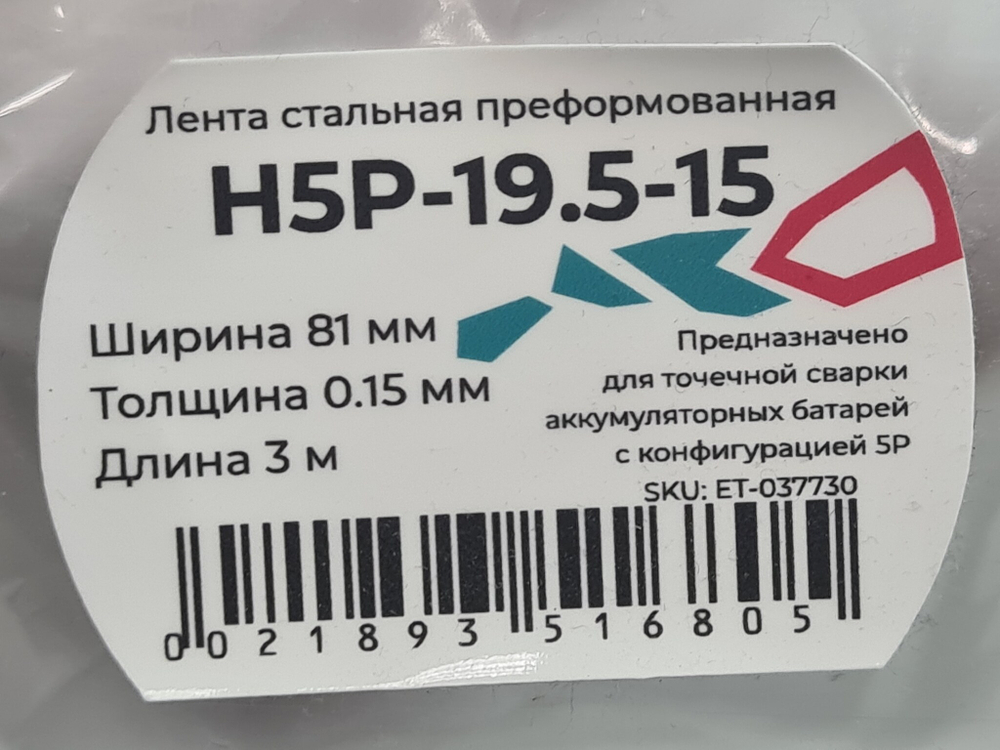 Лента стальная преформованная
H5P-19.5-15
Ширина 81 мм
Толщина 0.15 мм
Длина 3 м
Предназначено
для точечной сварки
аккумуляторных батарей
с конфигурацией 5P
SKU: ET-037730
0 021893 516805